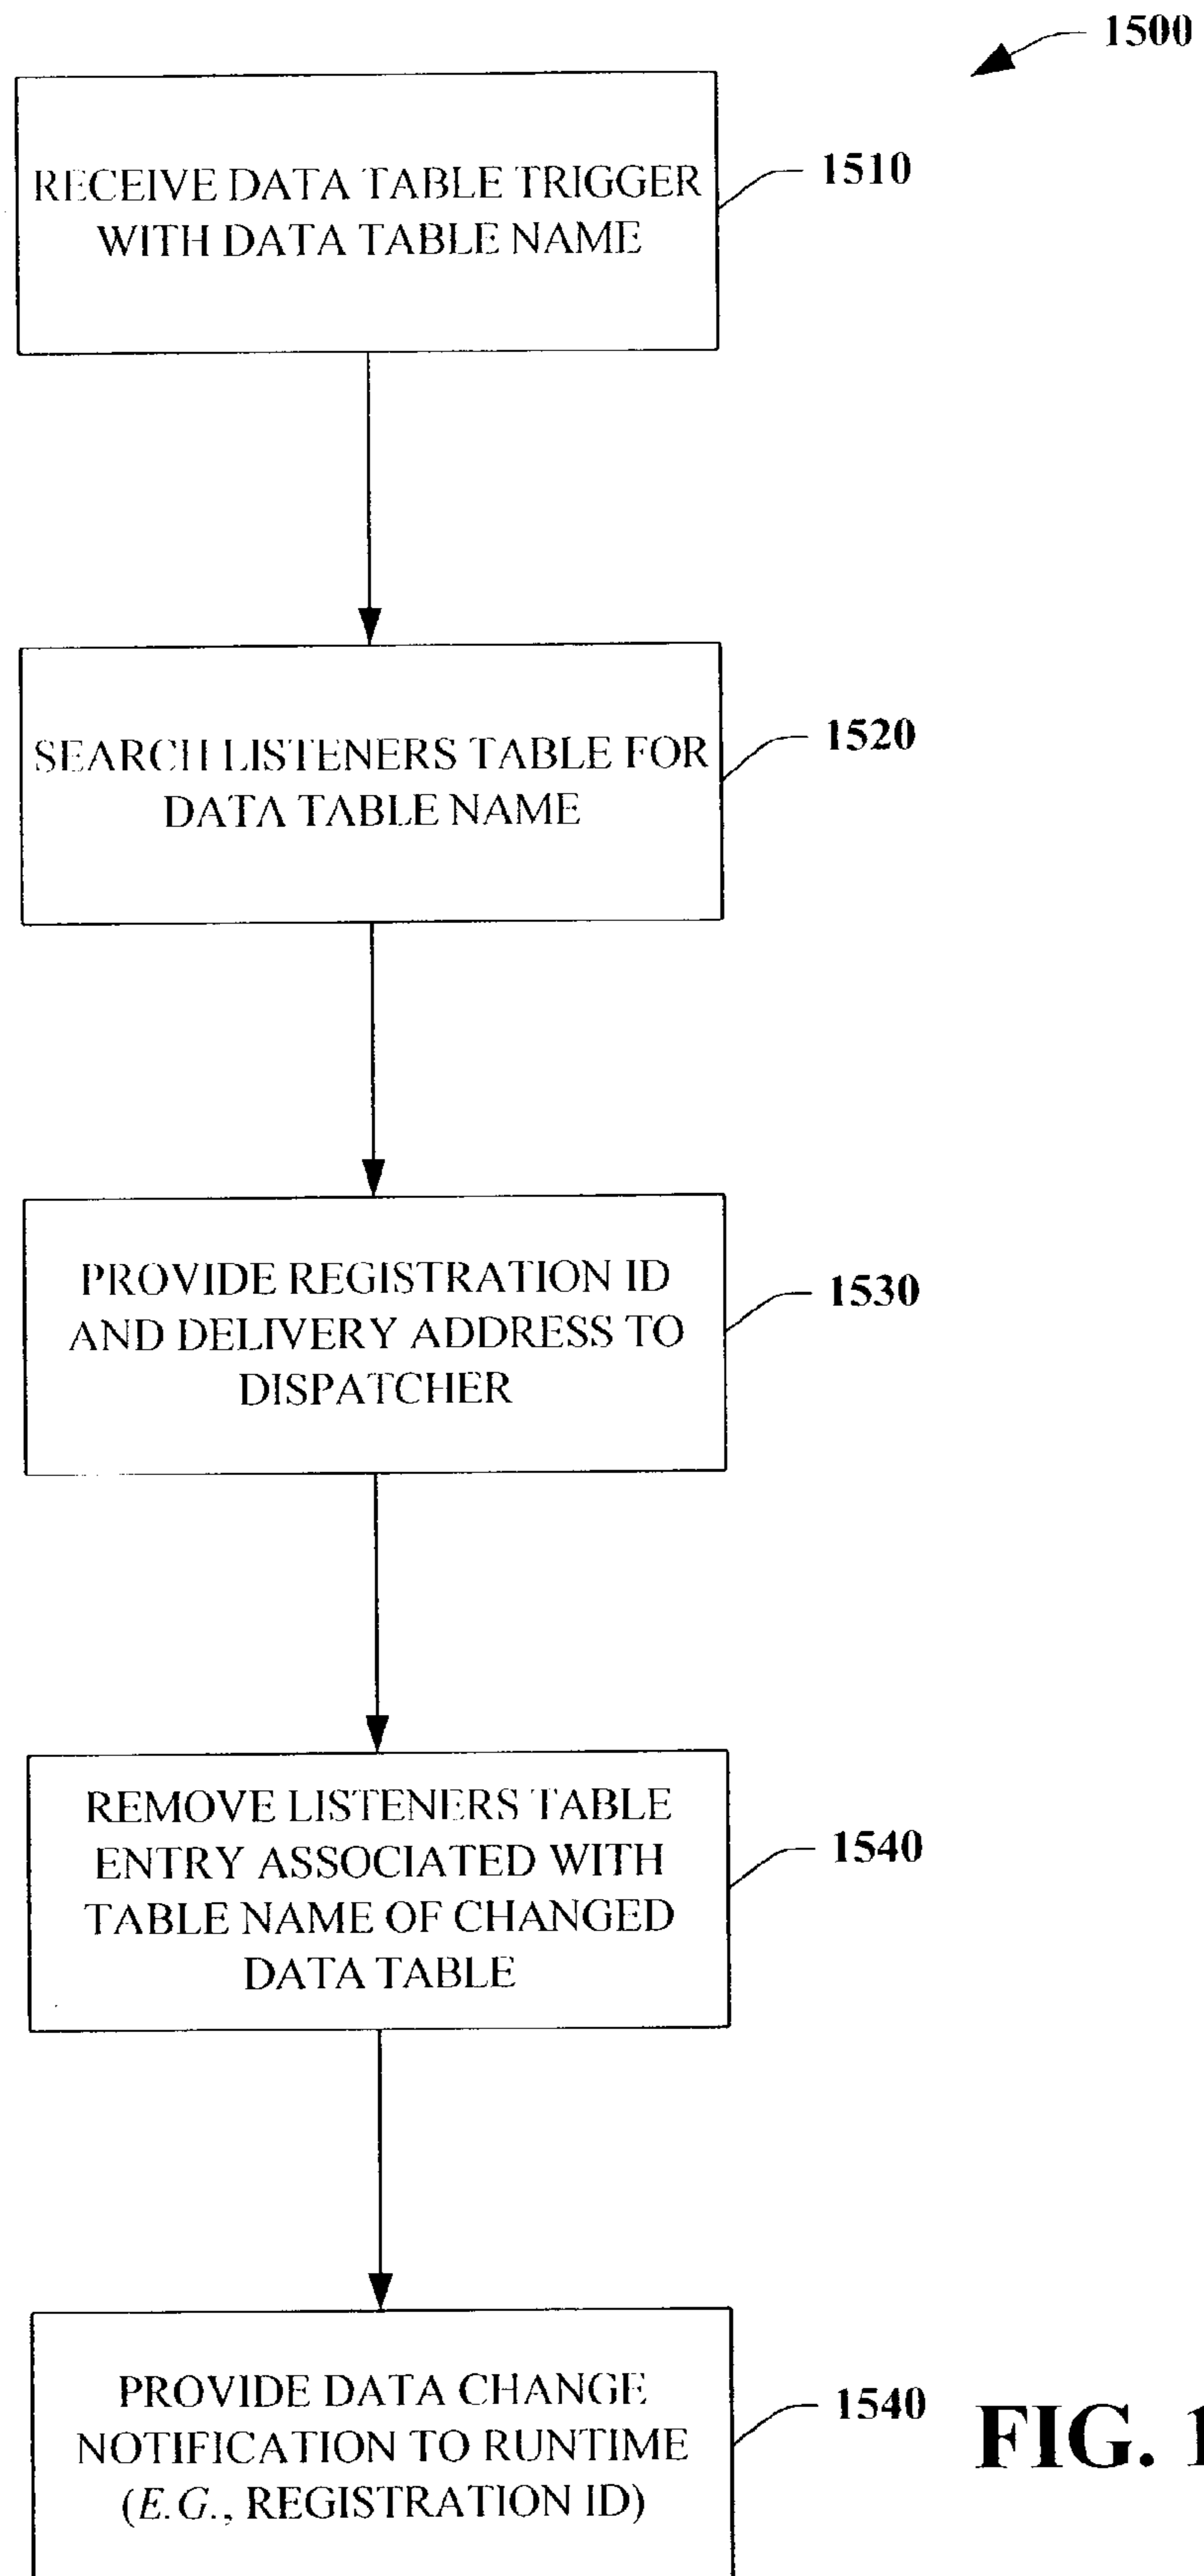 1500
RECEIVE DATA TABLE TRIGGER
WITH DATA TABLE NAME
1510
SEARCH LISTENERS TABLE FOR
DATA TABLE NAME
1520
PROVIDE REGISTRATION ID
AND DELIVERY ADDRESS TO
DISPATCHER
1530
REMOVE LISTENERS TABLE
ENTRY ASSOCIATED WITH
TABLE NAME OF CHANGED
DATA TABLE
1540
PROVIDE DATA CHANGE
NOTIFICATION TO RUNTIME
(E.G., REGISTRATION ID)
1540
FIG. 1